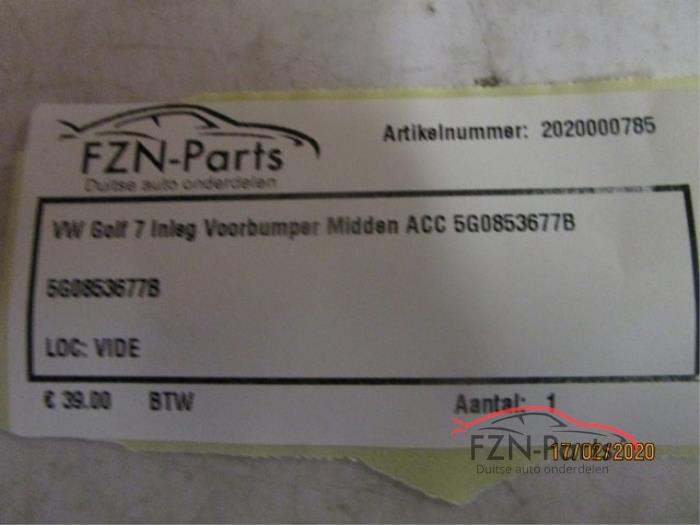 FZN-Parts
Duitse auto onderdelen
Artikelnummer: 2020000785
VW Golf 7 Inleg Voorbumper Midden ACC 5G0853677B
5G0853677B
LOC: VIDE
€ 39.00 BTW Aantal: 1
FZN-Parts
17/02/2020
Duitse auto onderdelen